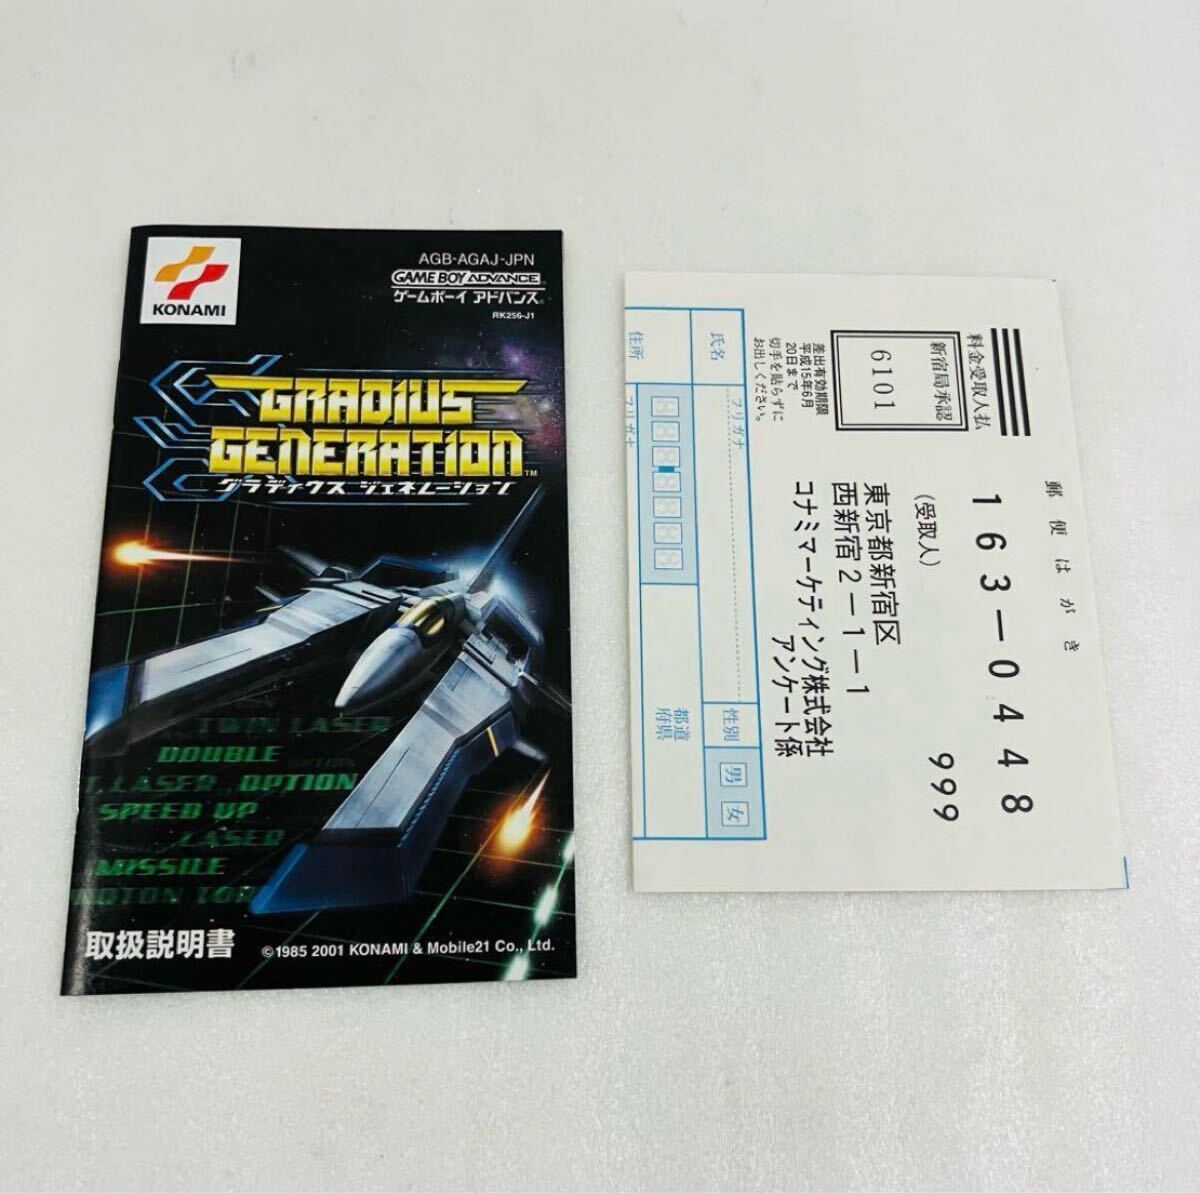 KONAMI
AGB-AGAJ-JPN
GAME BOY ADVANCE
ゲームボーイ アドバンス
RK256-J1
GRADIUS
GENERATION™
グラディウス ジェネレーション
TWIN LASER
DOUBLE
OPTION
T. LASER OPTION
SPEED UP
LASER
MISSILE
取扱説明書
©1985 2001 KONAMI & Mobile21 Co., Ltd.
郵便はがき
163-0448
999
料金受取人払
新宿局承認
6101
差出有効期限
平成15年6月
20日まで
切手を貼らずに
お出しください。
(受取人)
東京都新宿区
西新宿2-1-1
コナミマーケティング株式会社
アンケート係
フリガナ
氏名
性別
男
女
住所
フリガナ
都道
府県